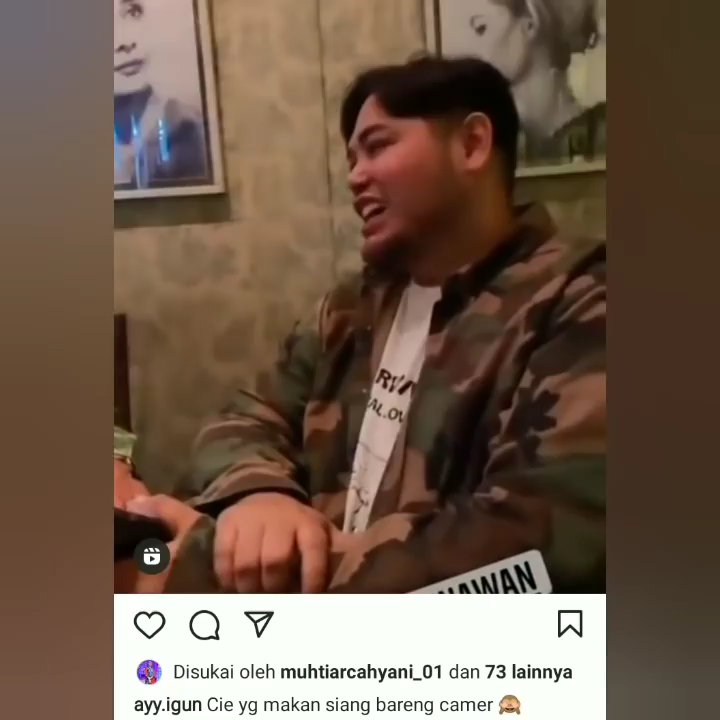 Disukai oleh muhtiarcahyani_01 dan 73 lainnya
ayy.igun Cie yg makan siang bareng camer 🙈